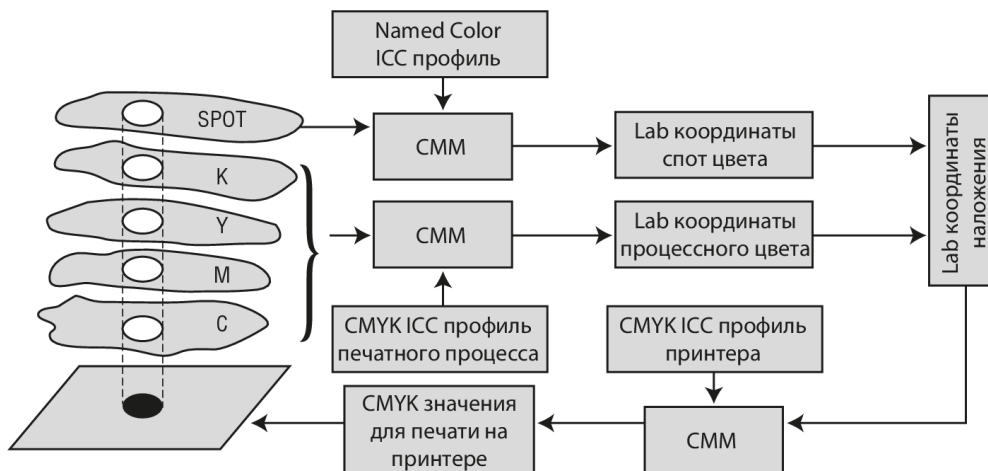 Named Color
ICC профиль
SPOT
CMM
Lab координаты
спот цвета
Lab координаты
наложения
K
Y
M
C
CMM
Lab координаты
процессного цвета
CMYK ICC профиль
печатного процесса
CMYK ICC профиль
принтера
CMYK значения
для печати на
принтере
CMM